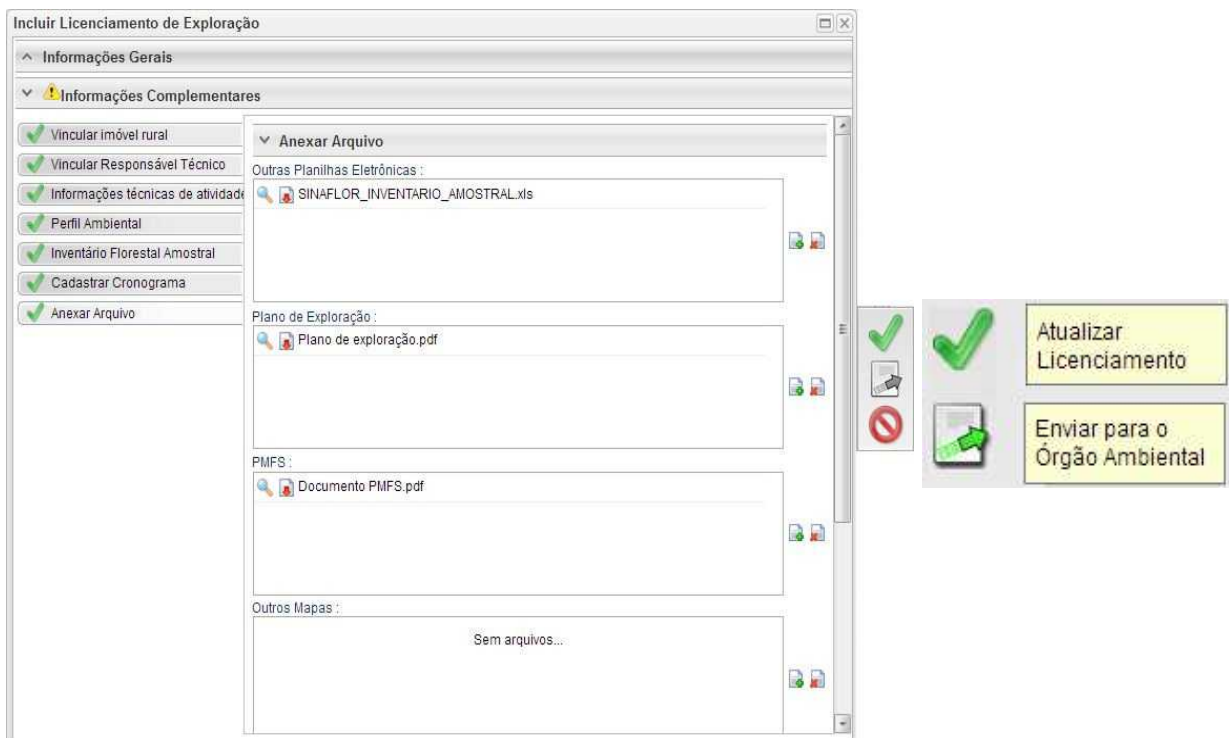 Incluir Licenciamento de Exploração
Informações Gerais
Informações Complementares
Vincular imóvel rural
Vincular Responsável Técnico
Informações técnicas de atividade
Perfil Ambiental
Inventário Florestal Amostral
Cadastrar Cronograma
Anexar Arquivo
Anexar Arquivo
Outras Planilhas Eletrônicas :
SINAFLOR_INVENTARIO_AMOSTRAL.xls
Plano de Exploração :
Plano de exploração.pdf
PMFS :
Documento PMFS.pdf
Outros Mapas :
Sem arquivos...
Atualizar
Licenciamento
Enviar para o
Órgão Ambiental